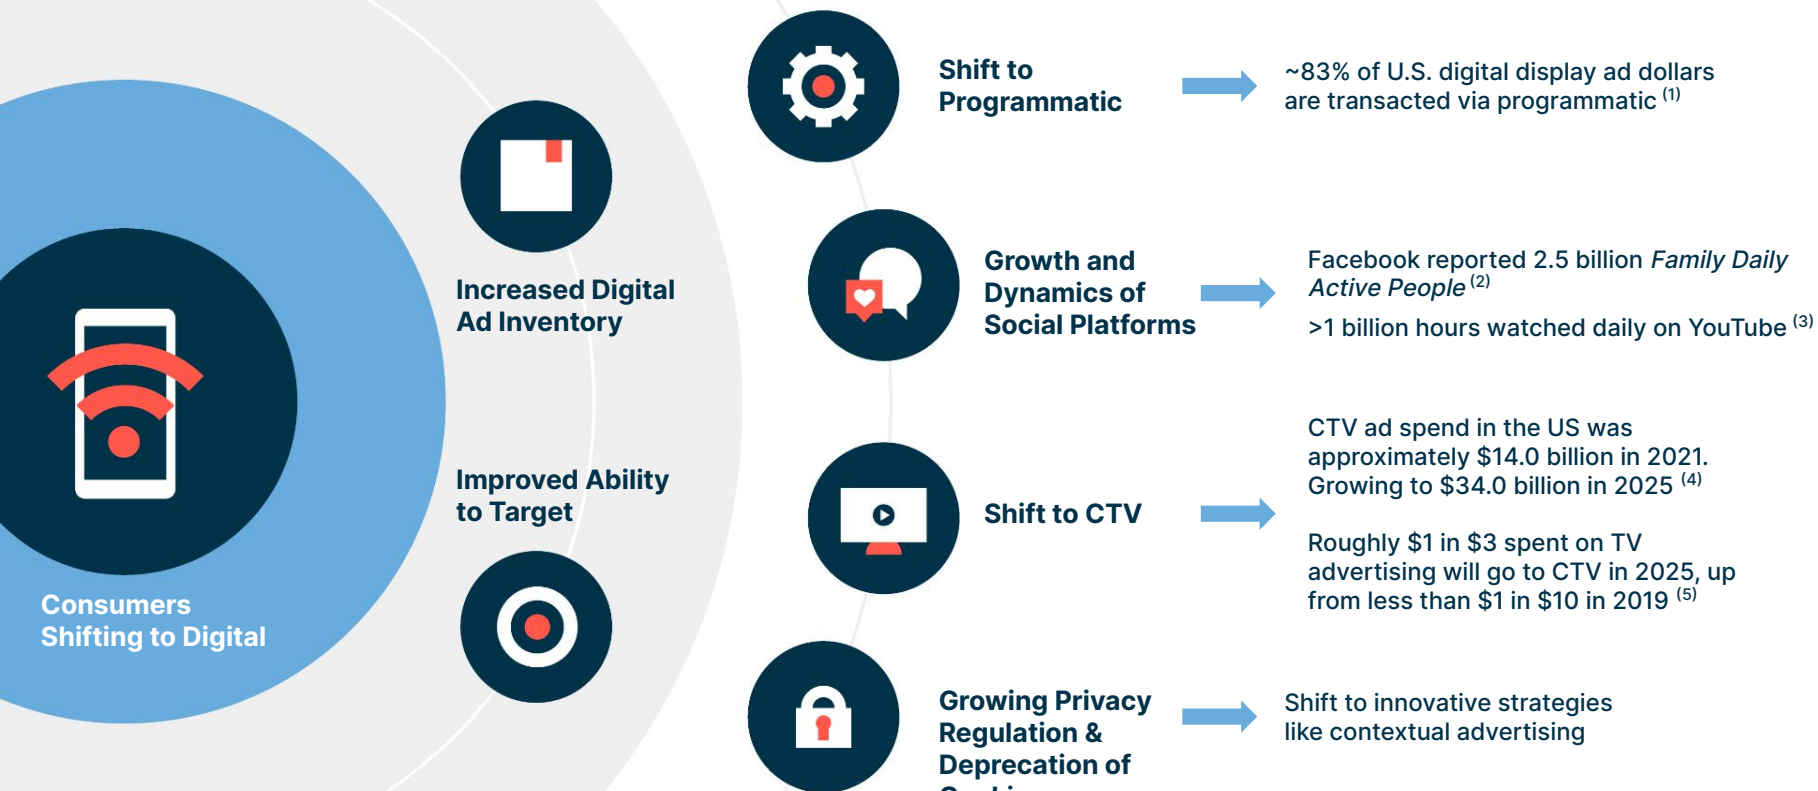 Consumers
Shifting to Digital
Increased Digital
Ad Inventory
Improved Ability
to Target
Shift to
Programmatic
~83% of U.S. digital display ad dollars
are transacted via programmatic (1)
Growth and
Dynamics of
Social Platforms
Facebook reported 2.5 billion Family Daily
Active People (2)
>1 billion hours watched daily on YouTube (3)
Shift to CTV
CTV ad spend in the US was
approximately $14.0 billion in 2021.
Growing to $34.0 billion in 2025 (4)
Roughly $1 in $3 spent on TV
advertising will go to CTV in 2025, up
from less than $1 in $10 in 2019 (5)
Growing Privacy
Regulation &
Deprecation of
Shift to innovative strategies
like contextual advertising